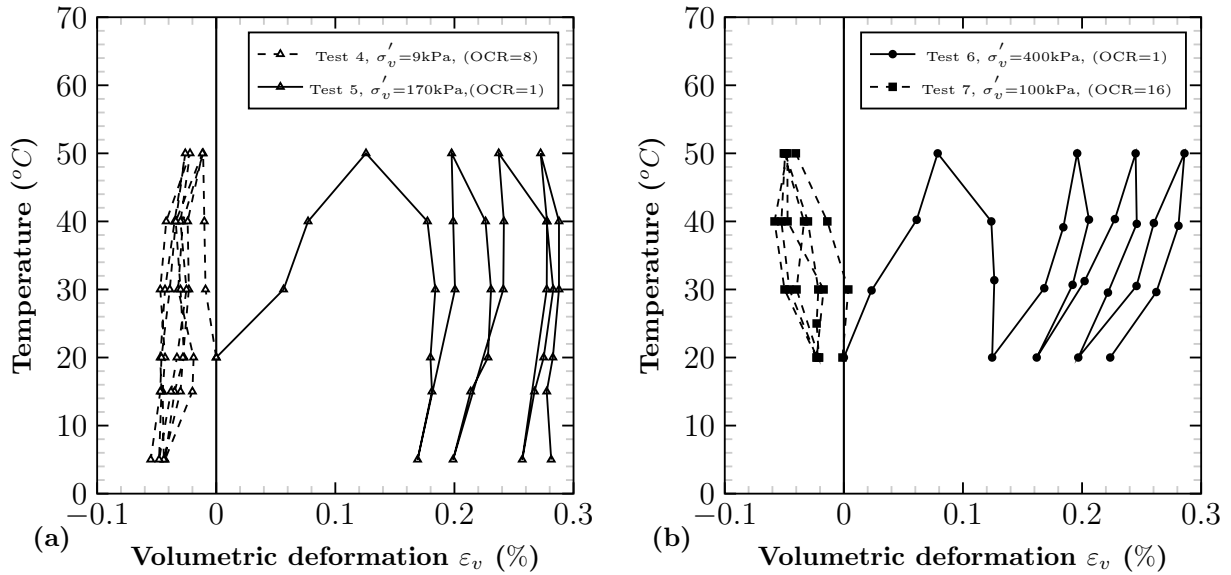 70
60
50
40
30
20
10
0
−0.1
0
0.1
0.2
0.3
Temperature (°C)
Volumetric deformation εv (%)
(a)
Test 4, σ′v=9kPa, (OCR=8)
Test 5, σ′v=170kPa,(OCR=1)
70
60
50
40
30
20
10
0
−0.1
0
0.1
0.2
0.3
Temperature (°C)
Volumetric deformation εv (%)
(b)
Test 6, σ′v=400kPa, (OCR=1)
Test 7, σ′v=100kPa, (OCR=16)